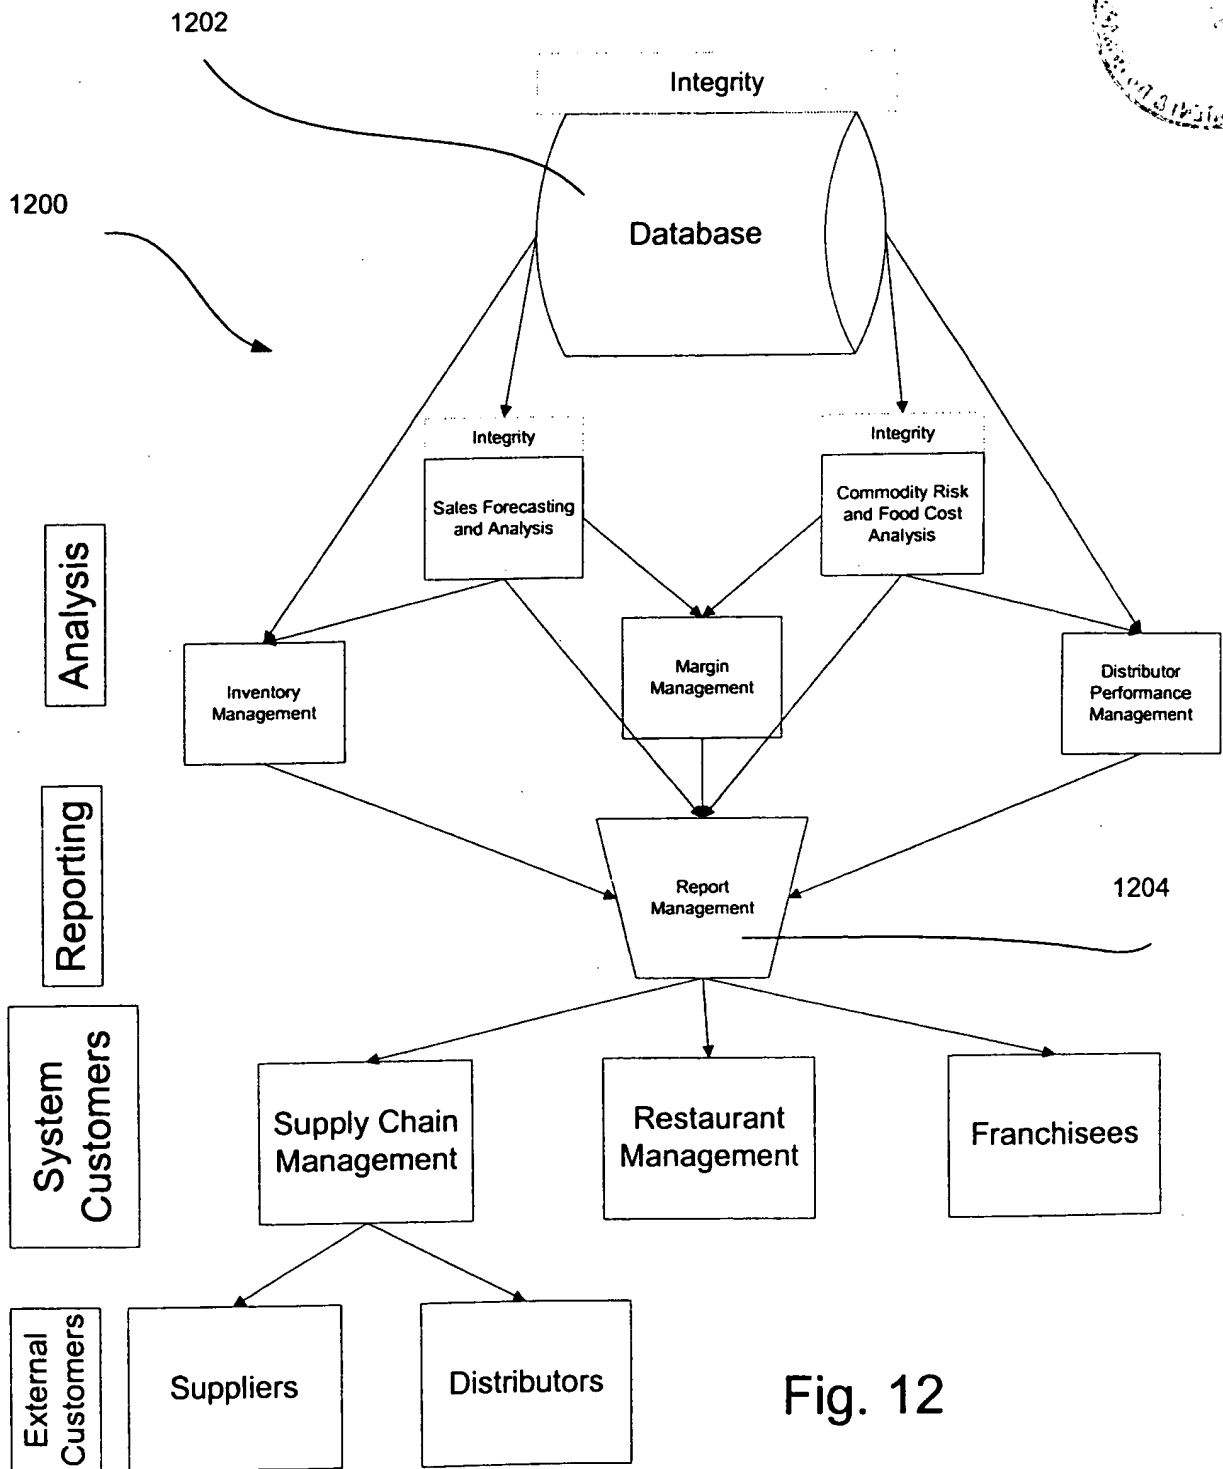 1202
Integrity
1200
Database
Integrity
Integrity
Sales Forecasting
and Analysis
Commodity Risk
and Food Cost
Analysis
Analysis
Inventory
Management
Margin
Management
Distributor
Performance
Management
Reporting
Report
Management
1204
System
Customers
Supply Chain
Management
Restaurant
Management
Franchisees
External
Customers
Suppliers
Distributors
Fig. 12